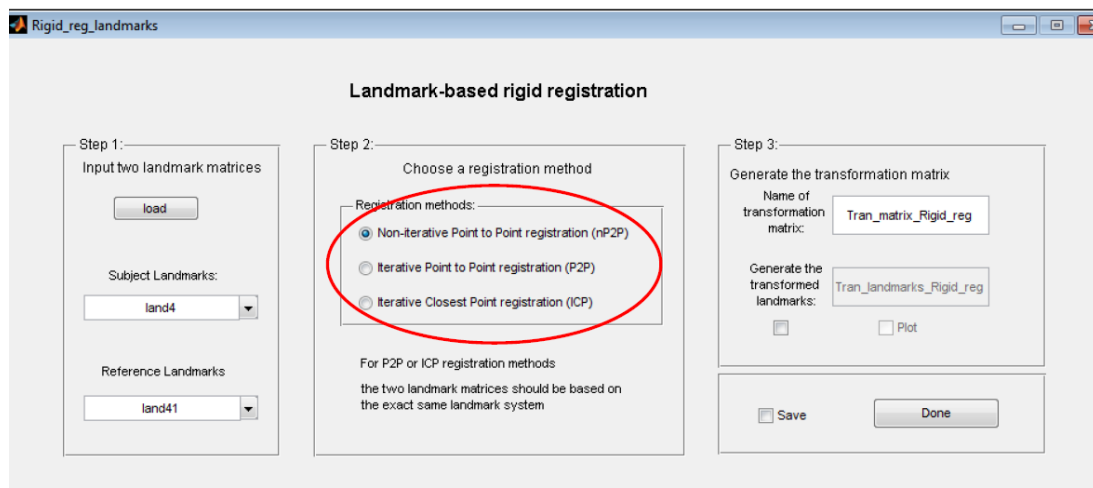 Rigid_reg_landmarks
Landmark-based rigid registration
Step 1:
Input two landmark matrices
load
Subject Landmarks:
land4
Reference Landmarks
land41
Step 2:
Choose a registration method
Registration methods:
Non-iterative Point to Point registration (nP2P)
Iterative Point to Point registration (P2P)
Iterative Closest Point registration (ICP)
For P2P or ICP registration methods
the two landmark matrices should be based on
the exact same landmark system
Step 3:
Generate the transformation matrix
Name of
transformation
matrix:
Tran_matrix_Rigid_reg
Generate the
transformed
landmarks:
Tran_landmarks_Rigid_reg
Plot
Save
Done